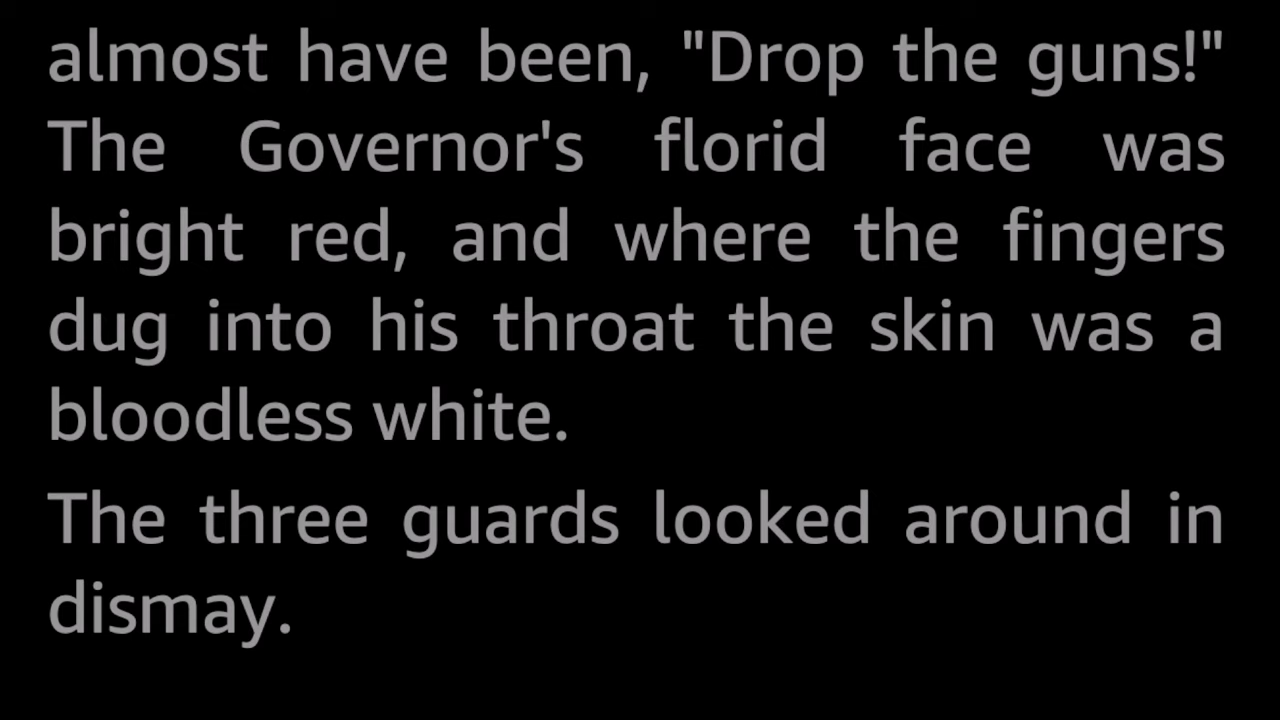 almost have been, "Drop the guns!"
The Governor's florid face was
bright red, and where the fingers
dug into his throat the skin was a
bloodless white.
The three guards looked around in
dismay.